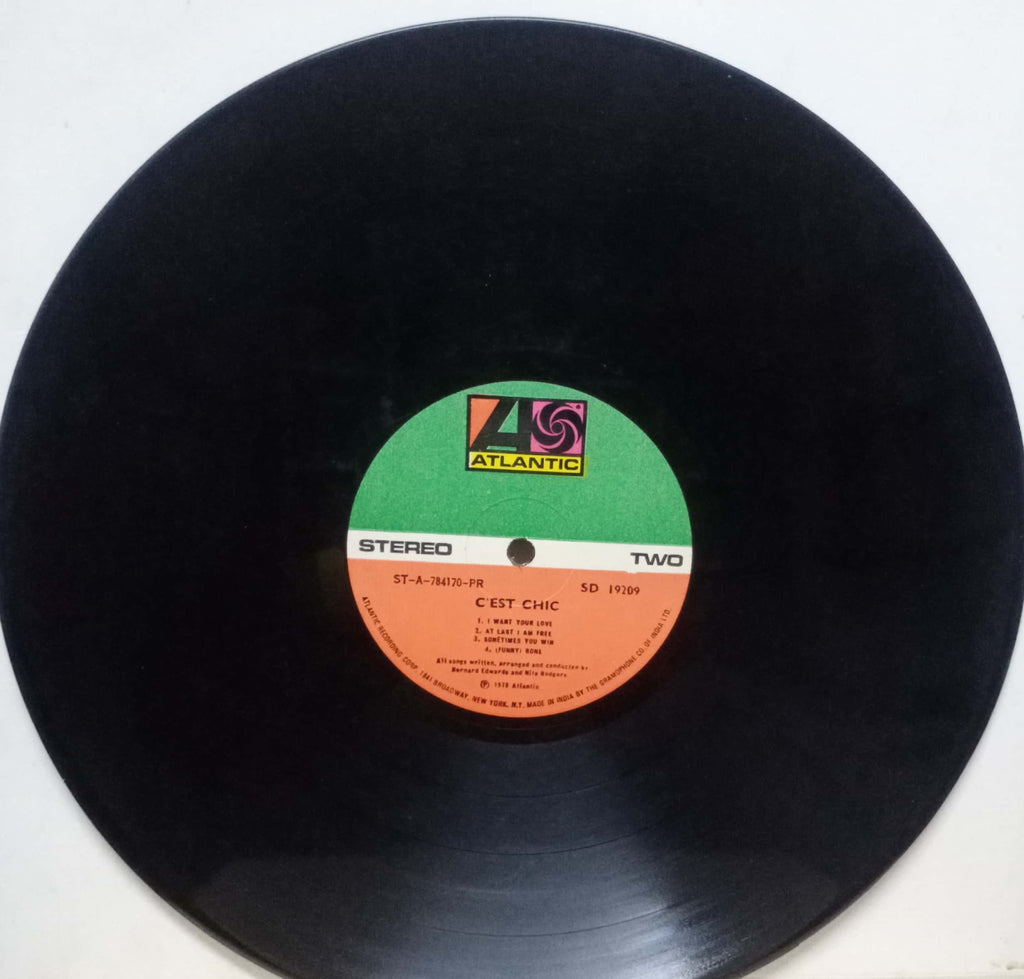 ATLANTIC
STEREO
TWO
ST-A-784170-PR
SD 19209
C'EST CHIC
1. I WANT YOUR LOVE
2. AT LAST I AM FREE
3. SOMETIMES YOU WIN
4. (FUNNY) BONE
All songs written, arranged and conducted by
Bernard Edwards and Nile Rodgers
Ⓟ 1978 Atlantic
ATLANTIC RECORDING CORP. 1841 BROADWAY, NEW YORK, N.Y. MADE IN INDIA BY THE GRAMOPHONE CO. OF INDIA LTD.